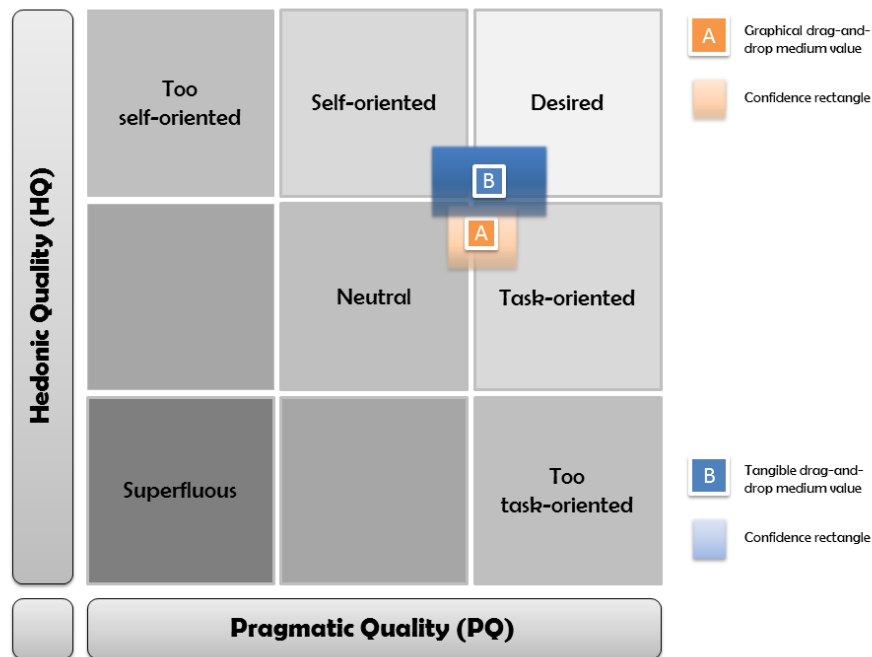 Hedonic Quality (HQ)
Too
self-oriented
Self-oriented
Desired
B
A
Neutral
Task-oriented
Superfluous
Too
task-oriented
Pragmatic Quality (PQ)
A
Graphical drag-and-
drop medium value
Confidence rectangle
B
Tangible drag-and-
drop medium value
Confidence rectangle